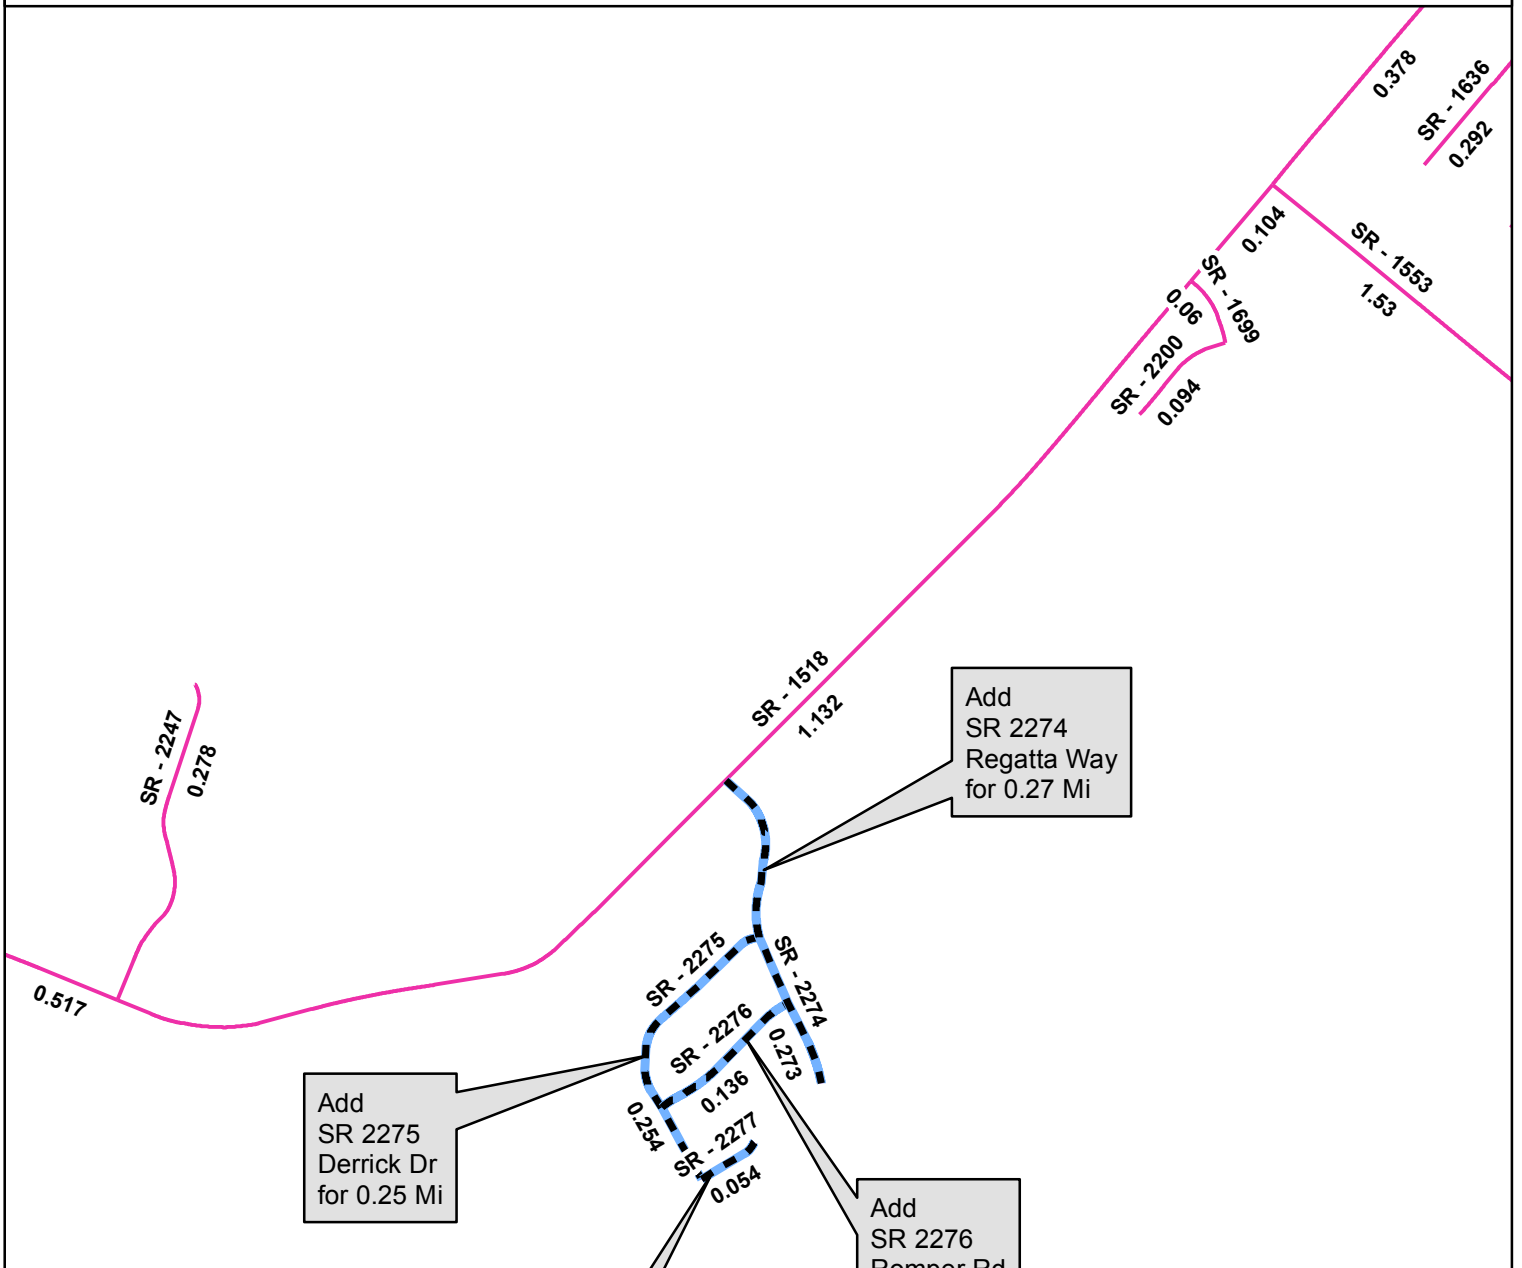 0.378
SR - 1636
0.292
0.104
SR - 1553
1.53
SR - 1699
0.06
SR - 2200
0.094
SR - 1518
1.132
Add
SR 2274
Regatta Way
for 0.27 Mi
SR - 2247
0.278
0.517
SR - 2275
SR - 2274
SR - 2276
0.273
0.136
0.254
SR - 2277
0.054
Add
SR 2275
Derrick Dr
for 0.25 Mi
Add
SR 2276
Romper Rd